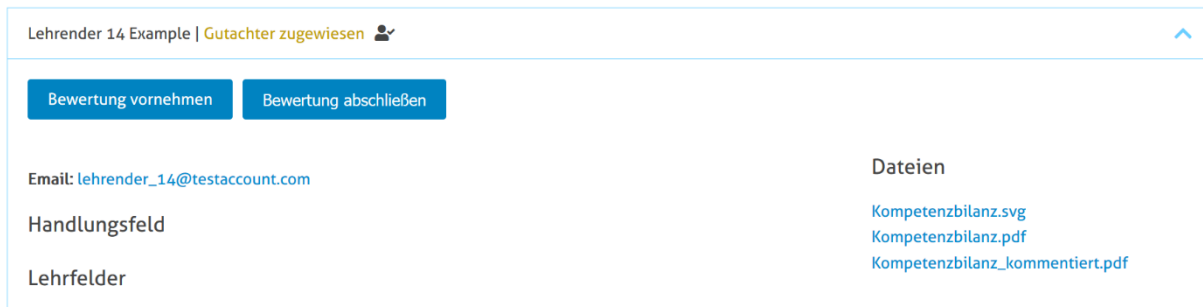 Lehrender 14 Example | Gutachter zugewiesen
Bewertung vornehmen
Bewertung abschließen
Email: lehrender_14@testaccount.com
Handlungsfeld
Lehrfelder
Dateien
Kompetenzbilanz.svg
Kompetenzbilanz.pdf
Kompetenzbilanz_kommentiert.pdf